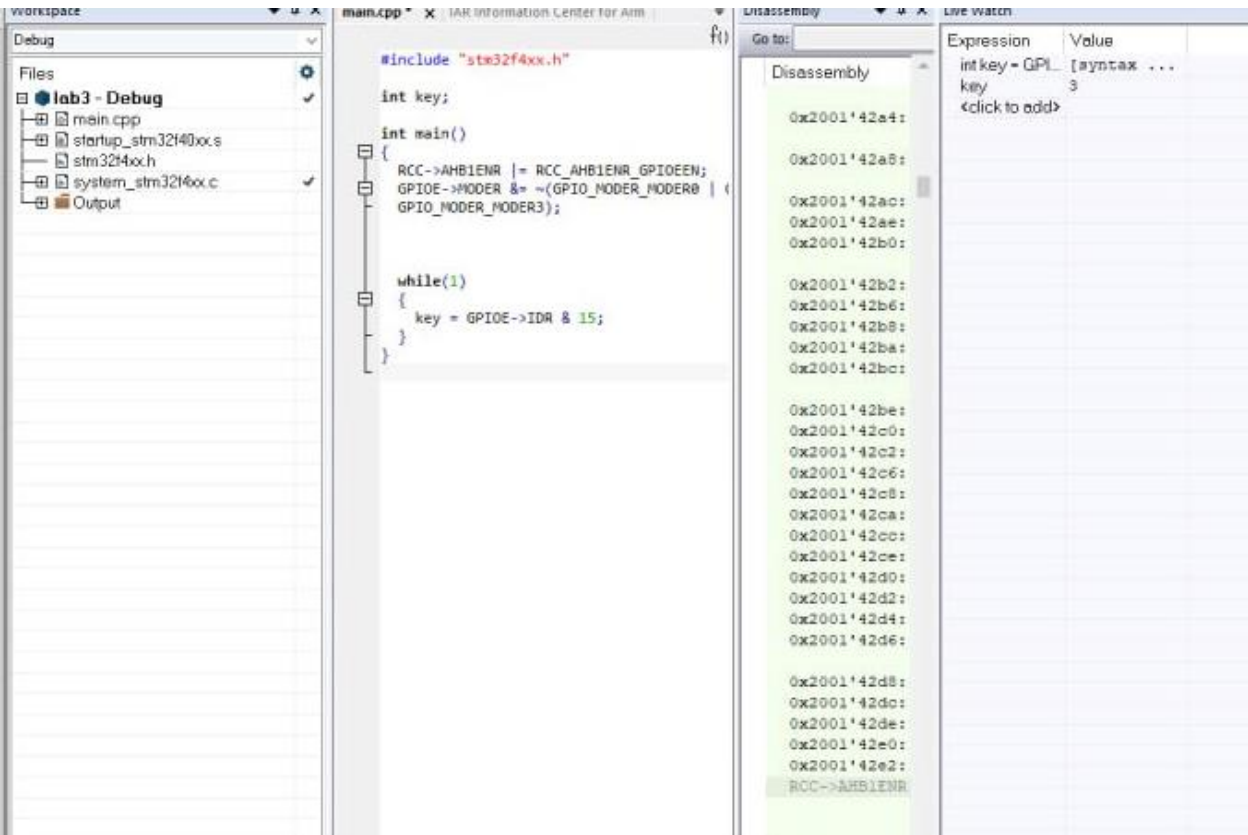 Workspace
Debug
Files
lab3 - Debug
main.cpp
startup_stm32f40xx.s
stm32f4xx.h
system_stm32f4xx.c
Output
main.cpp * x IAR Information Center for Arm
f()
#include "stm32f4xx.h"
int key;
int main()
{
RCC->AHB1ENR |= RCC_AHB1ENR_GPIOEEN;
GPIOE->MODER &= ~(GPIO_MODER_MODER0 | (
GPIO_MODER_MODER3);
while(1)
{
key = GPIOE->IDR & 15;
}
}
Disassembly
Go to:
Disassembly
0x2001'42a4:
0x2001'42a8:
0x2001'42ac:
0x2001'42ae:
0x2001'42b0:
0x2001'42b2:
0x2001'42b6:
0x2001'42b8:
0x2001'42ba:
0x2001'42bc:
0x2001'42be:
0x2001'42c0:
0x2001'42c2:
0x2001'42c6:
0x2001'42c8:
0x2001'42ca:
0x2001'42cc:
0x2001'42ce:
0x2001'42d0:
0x2001'42d2:
0x2001'42d4:
0x2001'42d6:
0x2001'42d8:
0x2001'42dc:
0x2001'42de:
0x2001'42e0:
0x2001'42e2:
RCC->AHB1ENR
Live Watch
Expression Value
int key = GPI... [syntax ...
key 3
<click to add>